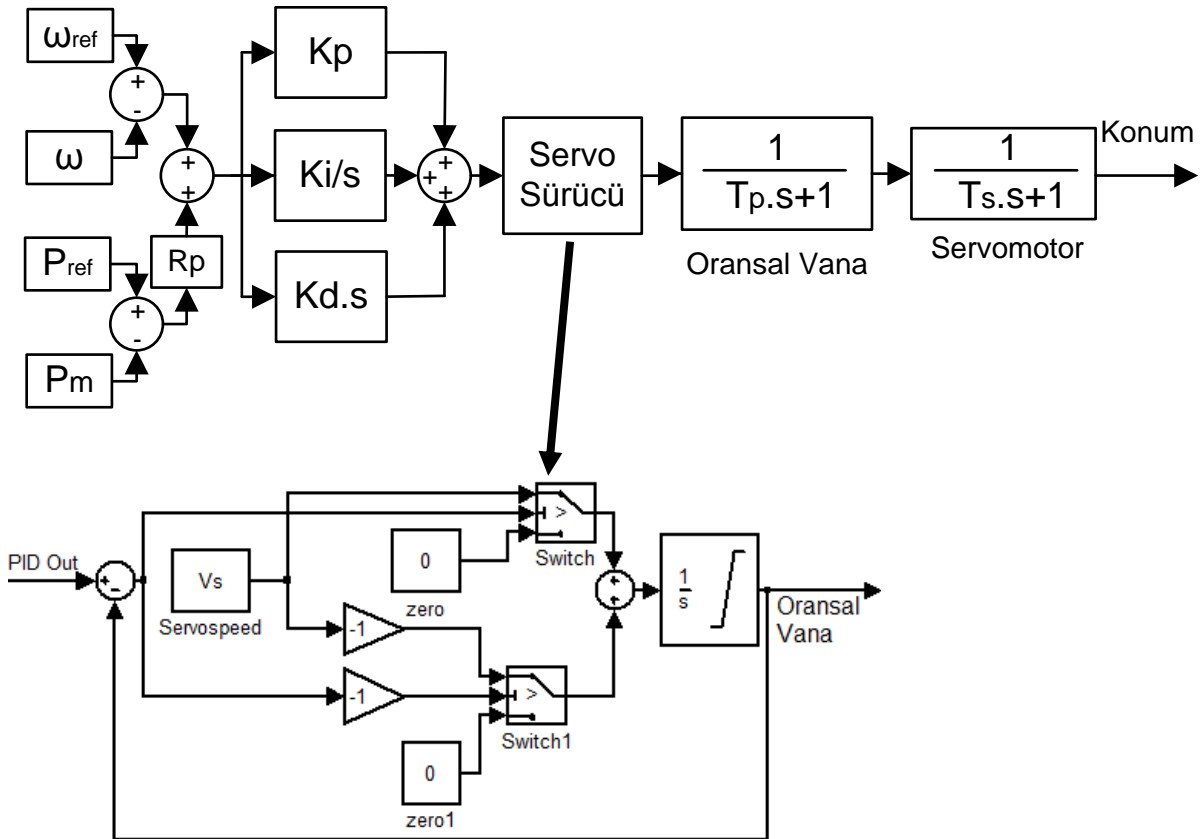 ωref
+
-
ω
+
+
Pref
+
-
Pm
Rp
Kp
Ki/s
Kd.s
+
+
+
Servo
Sürücü
1
Tp.s+1
Oransal Vana
1
Ts.s+1
Servomotor
Konum
PID Out
+
-
Vs
Servospeed
-1
-1
0
zero
>
Switch
0
zero1
>
Switch1
+
+
1
s
Oransal
Vana